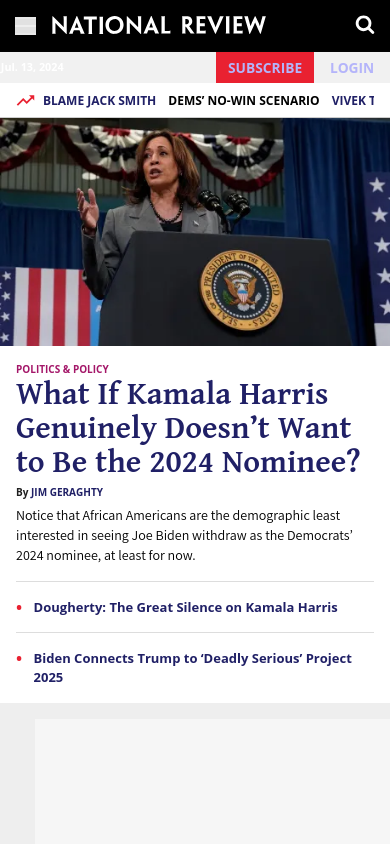 NATIONAL REVIEW
Jul. 13, 2024
SUBSCRIBE LOGIN
BLAME JACK SMITH DEMS’ NO-WIN SCENARIO VIVEK T
SEAL OF THE PRESIDENT OF THE UNITED STATES
POLITICS & POLICY
What If Kamala Harris
Genuinely Doesn’t Want
to Be the 2024 Nominee?
By JIM GERAGHTY
Notice that African Americans are the demographic least
interested in seeing Joe Biden withdraw as the Democrats’
2024 nominee, at least for now.
Dougherty: The Great Silence on Kamala Harris
Biden Connects Trump to ‘Deadly Serious’ Project
2025